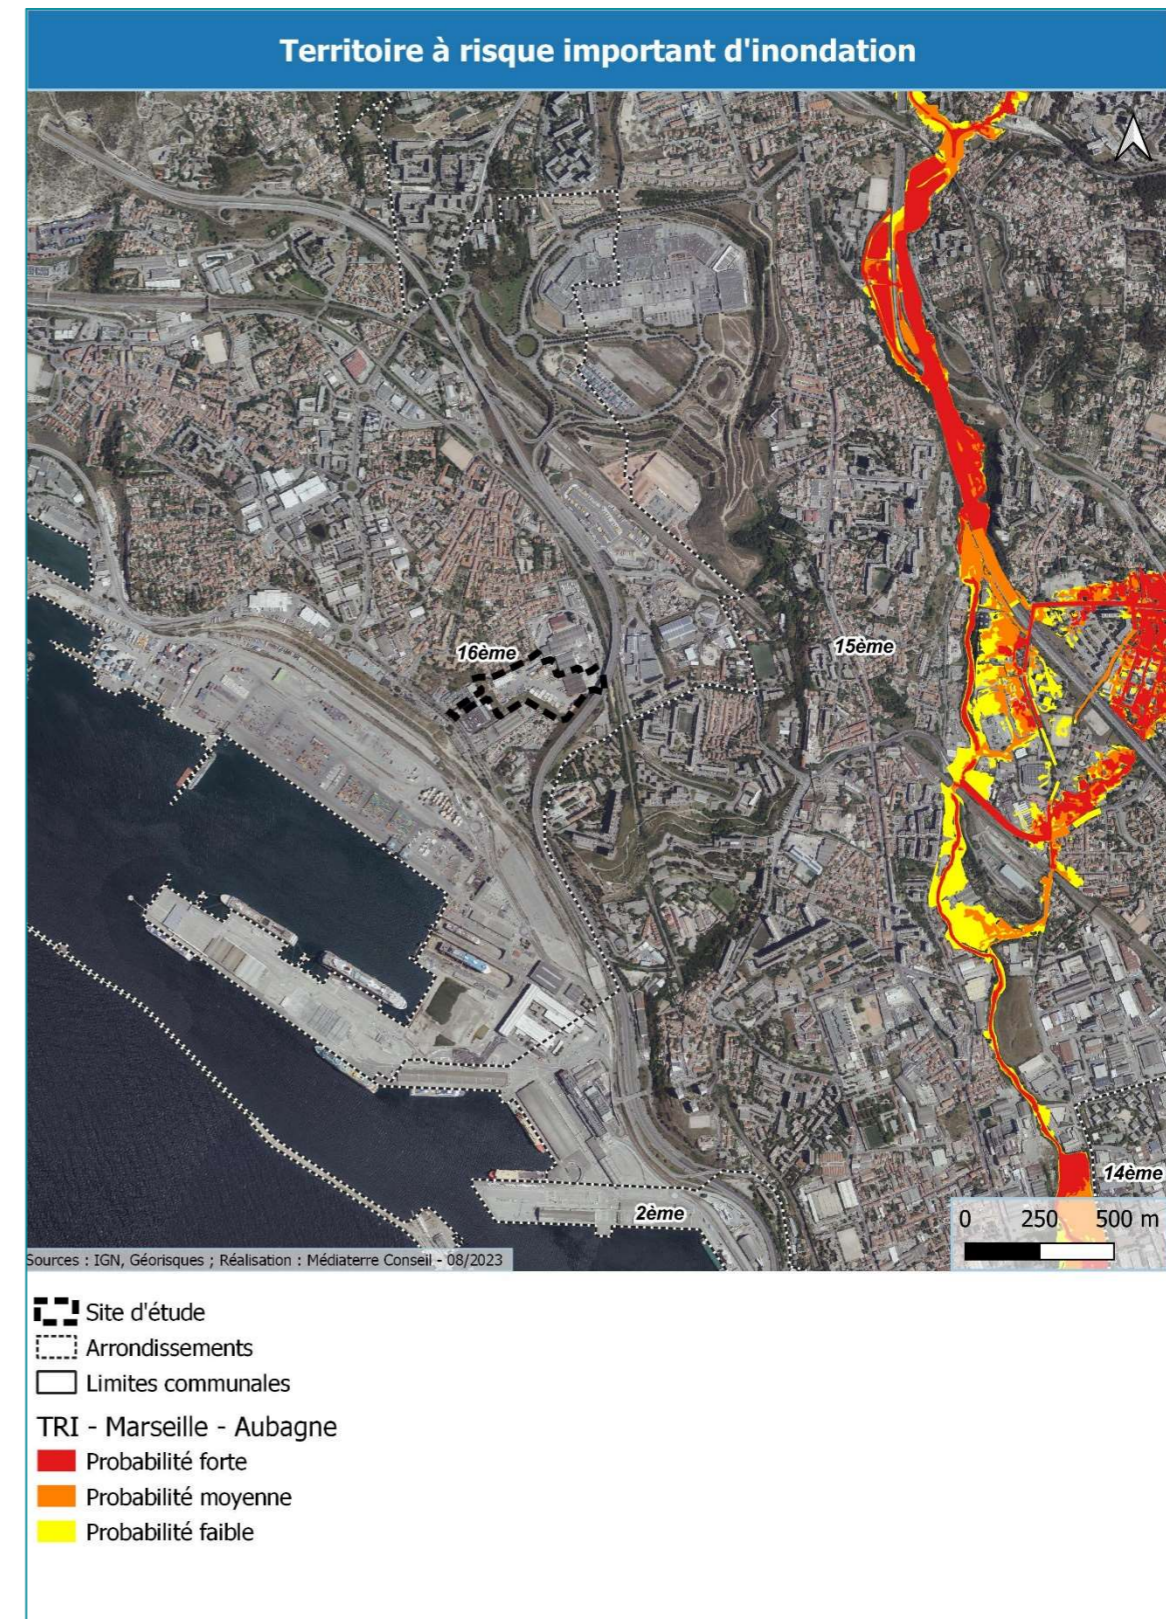 Territoire à risque important d'inondation
16ème
15ème
14ème
2ème
0 250 500 m
Sources : IGN, Géorisques ; Réalisation : Médiaterre Conseil - 08/2023
Site d'étude
Arrondissements
Limites communales
TRI - Marseille - Aubagne
Probabilité forte
Probabilité moyenne
Probabilité faible